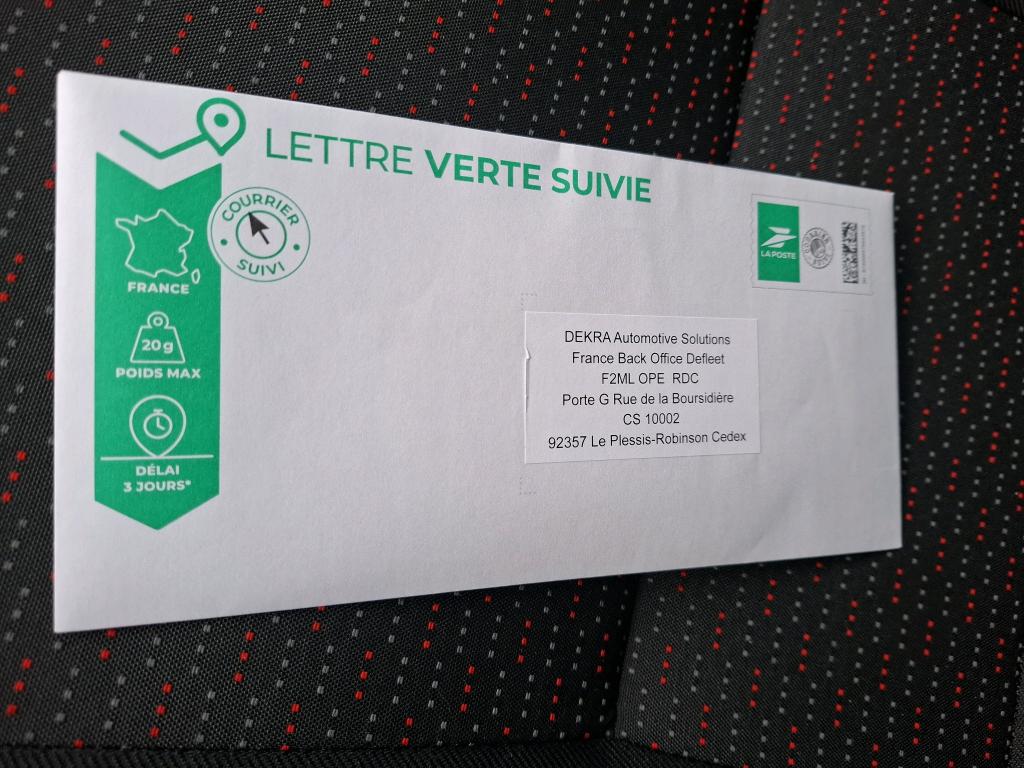 LETTRE VERTE SUIVIE
COURRIER
SUIVI
FRANCE
20g
POIDS MAX
DÉLAI
3 JOURS*
LA POSTE
DEKRA Automotive Solutions
France Back Office Defleet
F2ML OPE RDC
Porte G Rue de la Boursidière
CS 10002
92357 Le Plessis-Robinson Cedex